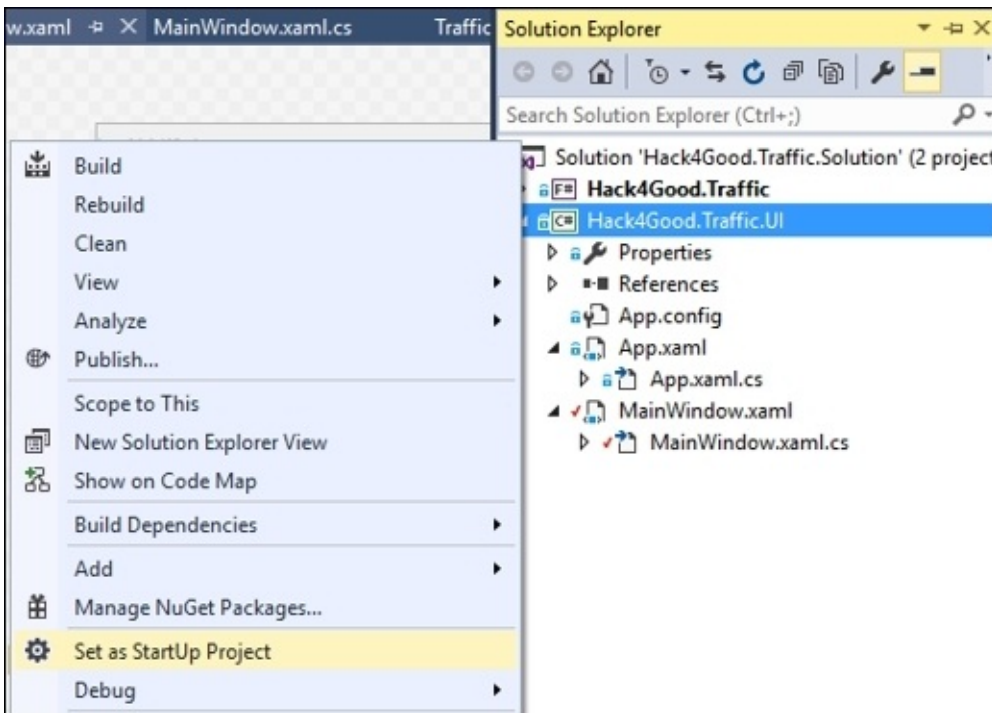 w.xaml MainWindow.xaml.cs Traffic
Solution Explorer
Search Solution Explorer (Ctrl+;)
Solution 'Hack4Good.Traffic.Solution' (2 project
F# Hack4Good.Traffic
C# Hack4Good.Traffic.UI
Properties
References
App.config
App.xaml
App.xaml.cs
MainWindow.xaml
MainWindow.xaml.cs
Build
Rebuild
Clean
View
Analyze
Publish...
Scope to This
New Solution Explorer View
Show on Code Map
Build Dependencies
Add
Manage NuGet Packages...
Set as StartUp Project
Debug